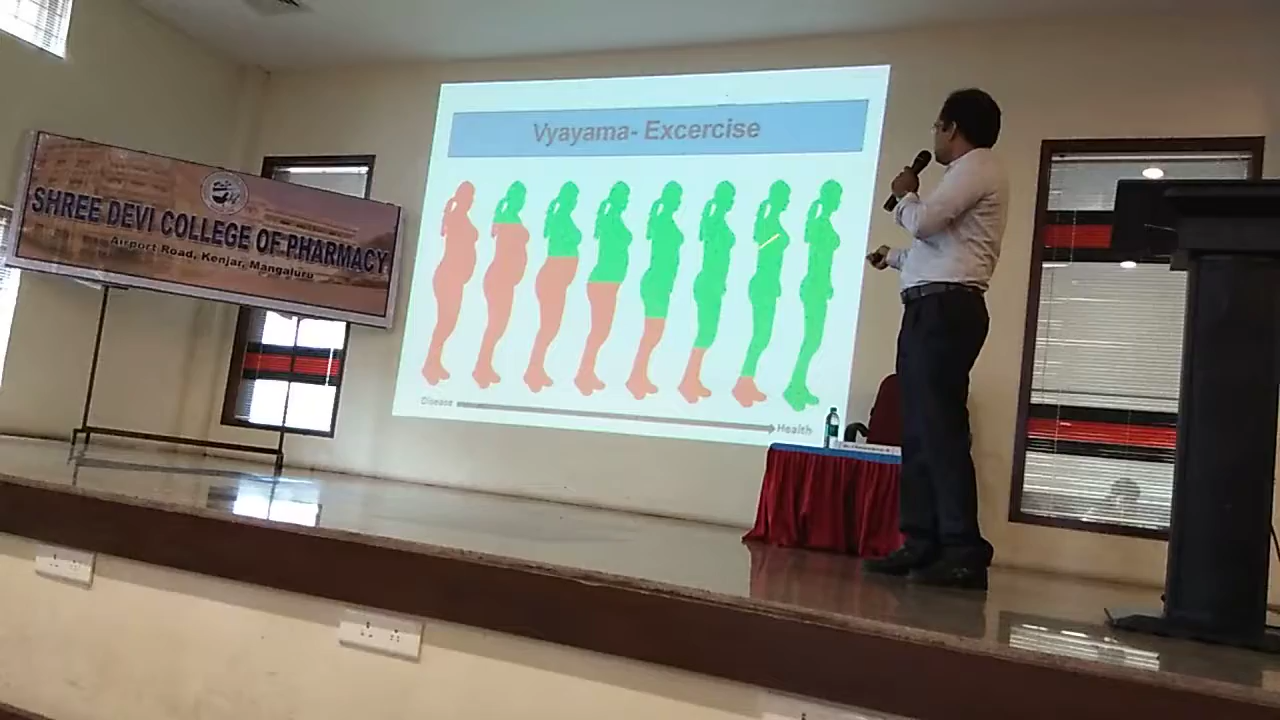 SHREE DEVI COLLEGE OF PHARMACY
Airport Road, Kenjar, Mangaluru
Vyayama- Excercise
Disease
Health